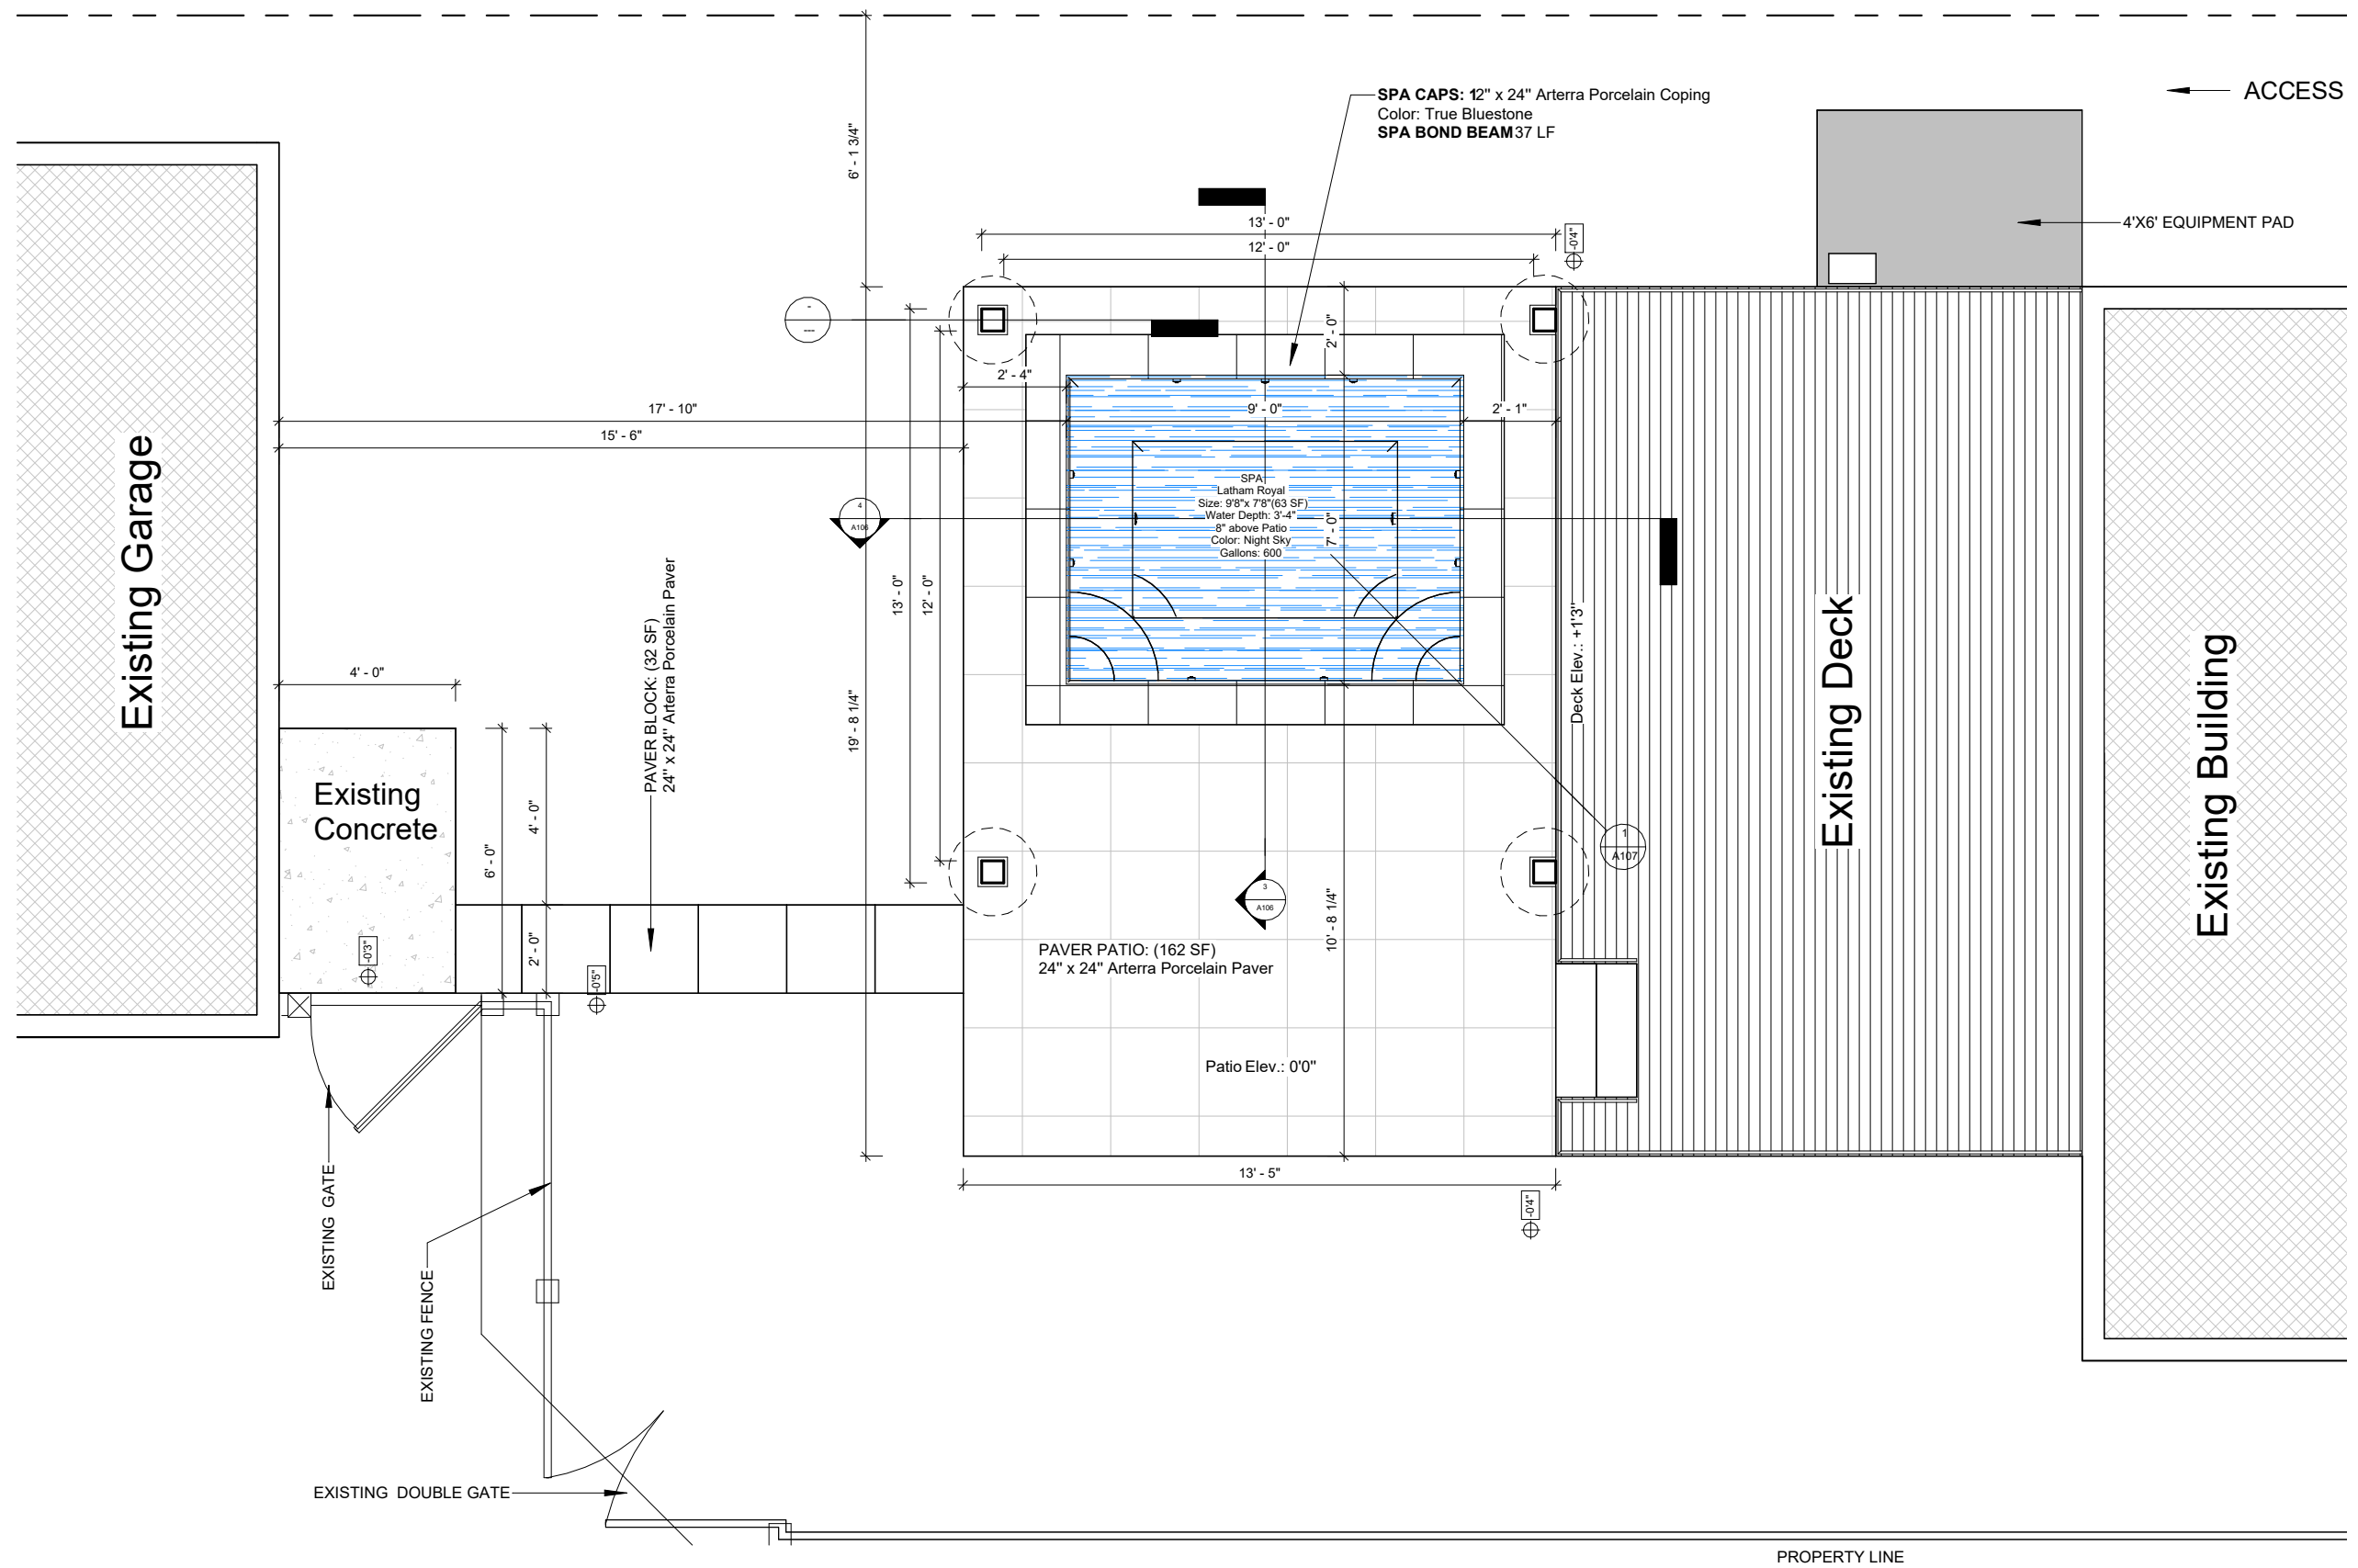 ACCESS
SPA CAPS: 12" x 24" Arterra Porcelain Coping
Color: True Bluestone
SPA BOND BEAM37 LF
6' - 1 3/4"
4'X6' EQUIPMENT PAD
13' - 0"
12' - 0"
-0'4"
-
---
2' - 0"
2' - 4"
17' - 10"
9' - 0"
2' - 1"
15' - 6"
Existing Garage
SPA
Latham Royal
Size: 9'8"x 7'8"(63 SF)
Water Depth: 3'-4"
8" above Patio
Color: Night Sky
Gallons: 600
7' - 0"
4
A106
13' - 0"
12' - 0"
PAVER BLOCK: (32 SF)
24" x 24" Arterra Porcelain Paver
Deck Elev.: +1'3"
Existing Deck
Existing Building
4' - 0"
19' - 8 1/4"
Existing
Concrete
6' - 0"
4' - 0"
2' - 0"
1
A107
3
A106
10' - 8 1/4"
-0'3"
-0'5"
PAVER PATIO: (162 SF)
24" x 24" Arterra Porcelain Paver
Patio Elev.: 0'0"
13' - 5"
-0'4"
EXISTING GATE
EXISTING FENCE
EXISTING DOUBLE GATE
PROPERTY LINE